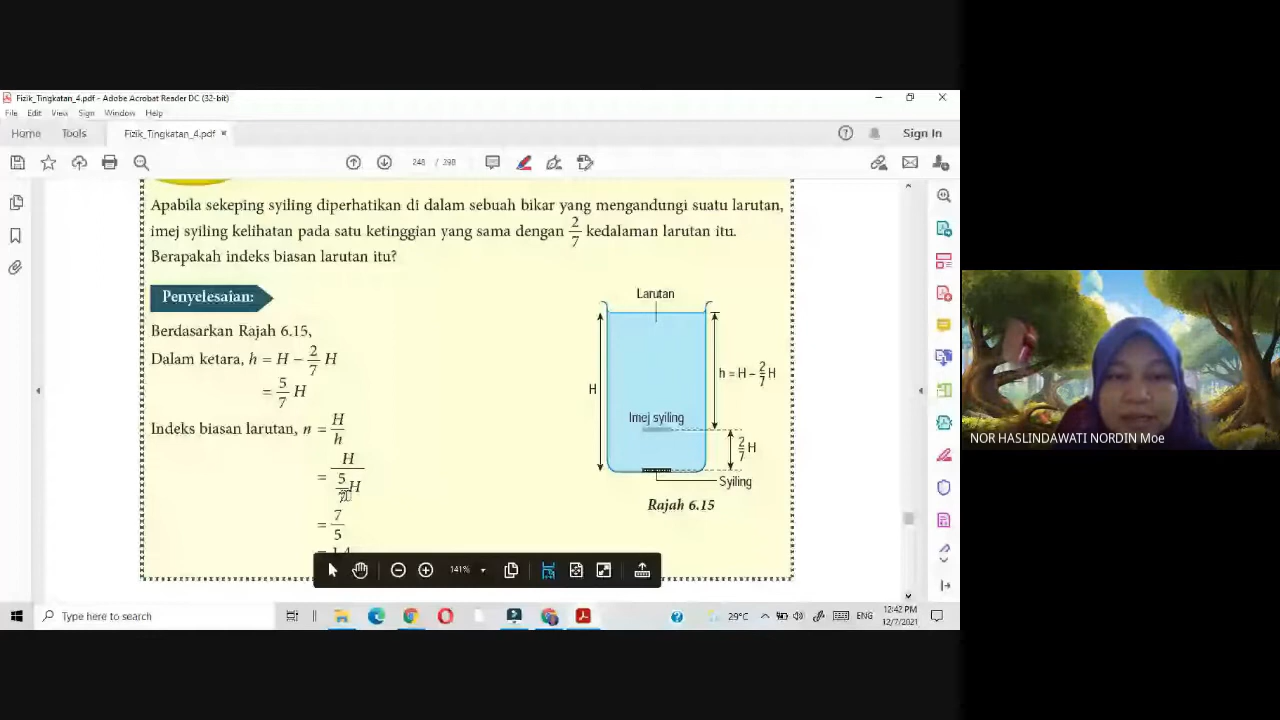 Fizik_Tingkatan_4.pdf - Adobe Acrobat Reader DC (32-bit)
File Edit View Sign Window Help
Home Tools Fizik_Tingkatan_4.pdf × Sign In
248 / 298
Apabila sekeping syiling diperhatikan di dalam sebuah bikar yang mengandungi suatu larutan,
imej syiling kelihatan pada satu ketinggian yang sama dengan 2/7 kedalaman larutan itu.
Berapakah indeks biasan larutan itu?
Penyelesaian:
Berdasarkan Rajah 6.15,
Dalam ketara, h = H – 2/7 H
= 5/7 H
Indeks biasan larutan, n = H/h
= H / 5/7 H
= 7/5
= 1.4
Larutan
H
h = H – 2/7 H
Imej syiling
2/7 H
Syiling
Rajah 6.15
141%
NOR HASLINDAWATI NORDIN Moe
Type here to search
29°C ENG
12:42 PM
12/7/2021